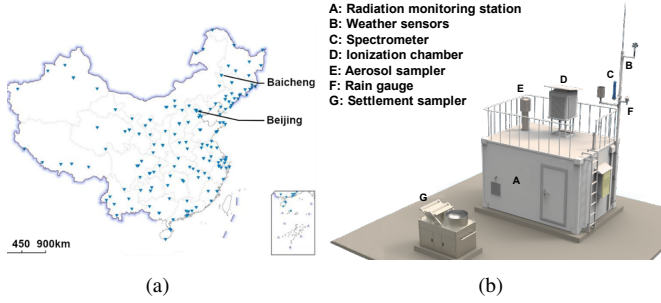 Baicheng
Beijing
450 900km
(a)
A: Radiation monitoring station
B: Weather sensors
C: Spectrometer
D: Ionization chamber
E: Aerosol sampler
F: Rain gauge
G: Settlement sampler
B
C
D
E
F
A
G
(b)